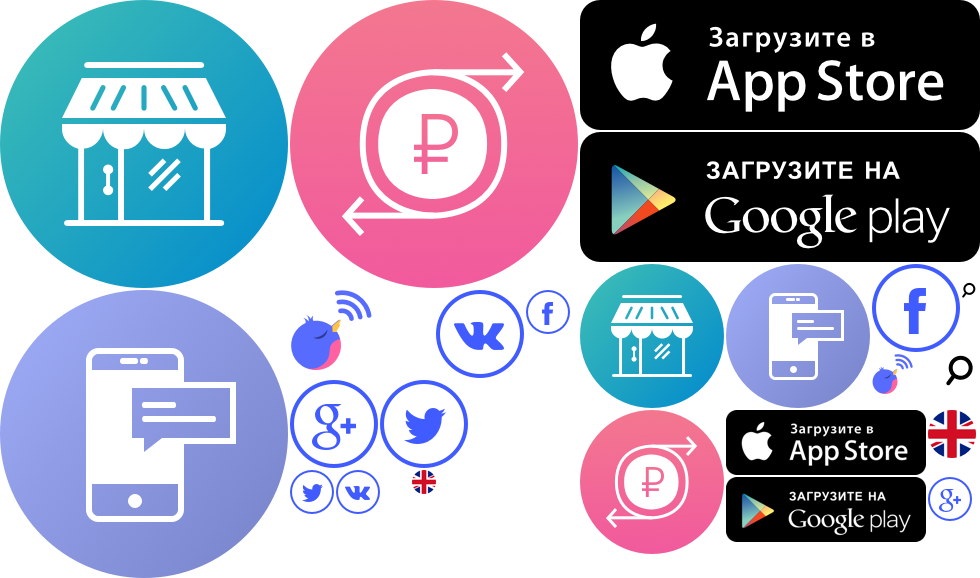 Загрузите в
App Store
ЗАГРУЗИТЕ НА
Google play
₽
f
g+
Загрузите в
App Store
ЗАГРУЗИТЕ НА
Google play
₽
f
g+